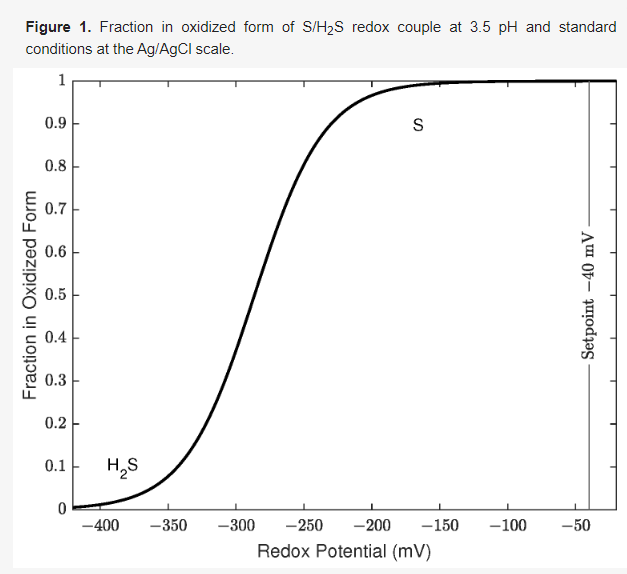 Figure 1. Fraction in oxidized form of S/H₂S redox couple at 3.5 pH and standard
conditions at the Ag/AgCl scale.
1
0.9
0.8
0.7
0.6
0.5
0.4
0.3
0.2
0.1
0
Fraction in Oxidized Form
S
H₂S
Setpoint −40 mV
−400 −350 −300 −250 −200 −150 −100 −50
Redox Potential (mV)